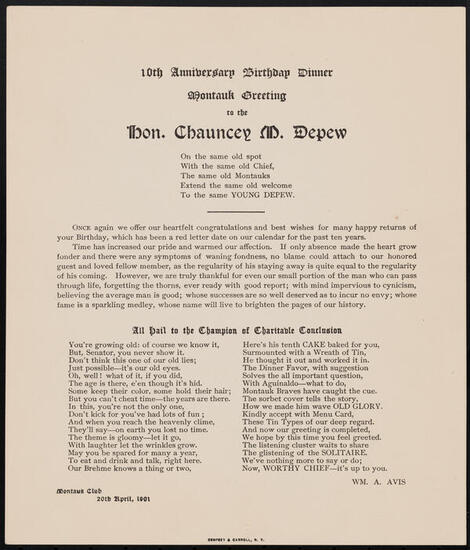 10th Anniversary Birthday Dinner
Montauk Greeting
to the
Hon. Chauncey M. Depew
On the same old spot
With the same old Chief,
The same old Montauks
Extend the same old welcome
To the same YOUNG DEPEW.
ONCE again we offer our heartfelt congratulations and best wishes for many happy returns of
your Birthday, which has been a red letter date on our calendar for the past ten years.
Time has increased our pride and warmed our affection. If only absence made the heart grow
fonder and there were any symptoms of waning fondness, no blame could attach to our honored
guest and loved fellow member, as the regularity of his staying away is quite equal to the regularity
of his coming. However, we are truly thankful for even our small portion of the man who can pass
through life, forgetting the thorns, ever ready with good report; with mind impervious to cynicism,
believing the average man is good; whose successes are so well deserved as to incur no envy; whose
fame is a sparkling medley, whose name will live to brighten the pages of our history.
All Hail to the Champion of Charitable Conclusion
You're growing old: of course we know it,
But, Senator, you never show it.
Don't think this one of our old lies;
Just possible—it's our old eyes.
Oh, well! what of it, if you did,
The age is there, e'en though it's hid.
Some keep their color, some hold their hair;
But you can't cheat time—the years are there.
In this, you're not the only one,
Don't kick for you've had lots of fun;
And when you reach the heavenly clime,
They'll say—on earth you lost no time.
The theme is gloomy—let it go,
With laughter let the wrinkles grow.
May you be spared for many a year,
To eat and drink and talk, right here.
Our Brehme knows a thing or two,
Here's his tenth CAKE baked for you,
Surmounted with a Wreath of Tin,
He thought it out and worked it in.
The Dinner Favor, with suggestion
Solves the all important question,
With Aguinaldo—what to do,
Montauk Braves have caught the cue.
The sorbet cover tells the story,
How we made him wave OLD GLORY.
Kindly accept with Menu Card,
These Tin Types of our deep regard.
And now our greeting is completed,
We hope by this time you feel greeted.
The listening cluster waits to share
The glistening of the SOLITAIRE.
We've nothing more to say or do;
Now, WORTHY CHIEF—it's up to you.
WM. A. AVIS
Montauk Club
20th April, 1901
DEMPSEY & CARROLL, N. Y.